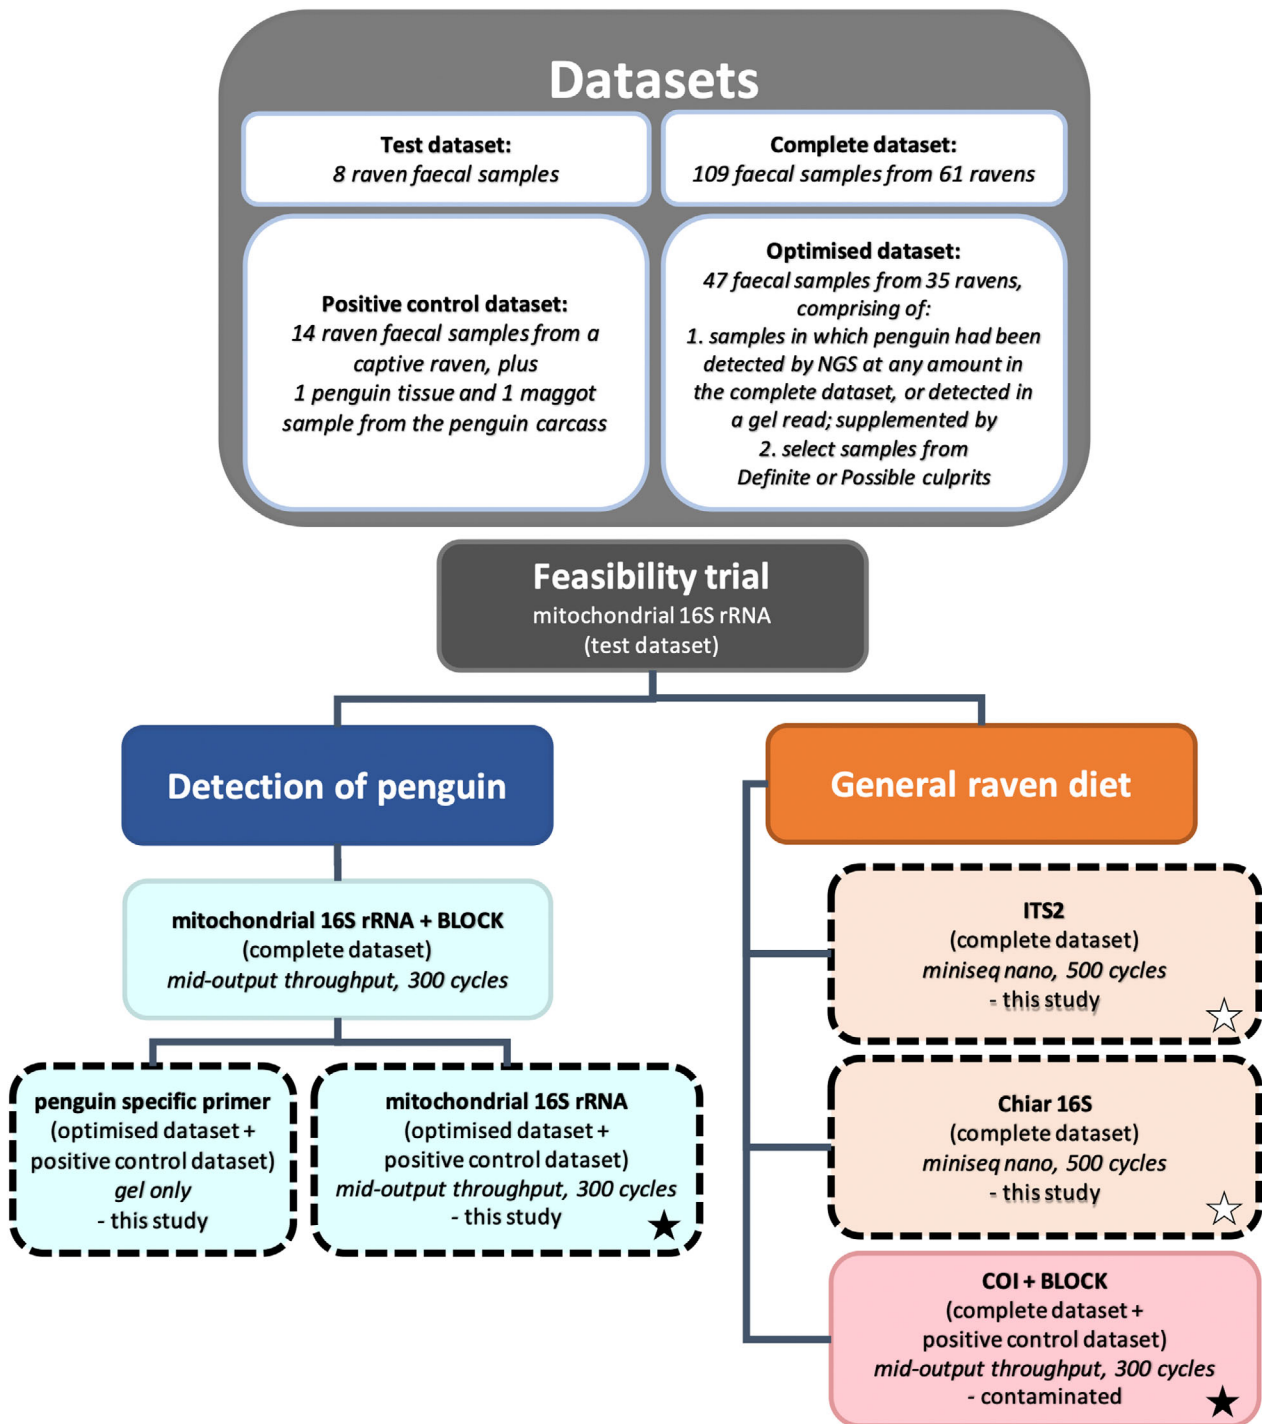 Datasets
Test dataset:
8 raven faecal samples
Complete dataset:
109 faecal samples from 61 ravens
Positive control dataset:
14 raven faecal samples from a
captive raven, plus
1 penguin tissue and 1 maggot
sample from the penguin carcass
Optimised dataset:
47 faecal samples from 35 ravens,
comprising of:
1. samples in which penguin had been
detected by NGS at any amount in
the complete dataset, or detected in
a gel read; supplemented by
2. select samples from
Definite or Possible culprits
Feasibility trial
mitochondrial 16S rRNA
(test dataset)
Detection of penguin
General raven diet
mitochondrial 16S rRNA + BLOCK
(complete dataset)
mid-output throughput, 300 cycles
penguin specific primer
(optimised dataset +
positive control dataset)
gel only
- this study
mitochondrial 16S rRNA
(optimised dataset +
positive control dataset)
mid-output throughput, 300 cycles
- this study
ITS2
(complete dataset)
miniseq nano, 500 cycles
- this study
Chiar 16S
(complete dataset)
miniseq nano, 500 cycles
- this study
COI + BLOCK
(complete dataset +
positive control dataset)
mid-output throughput, 300 cycles
- contaminated